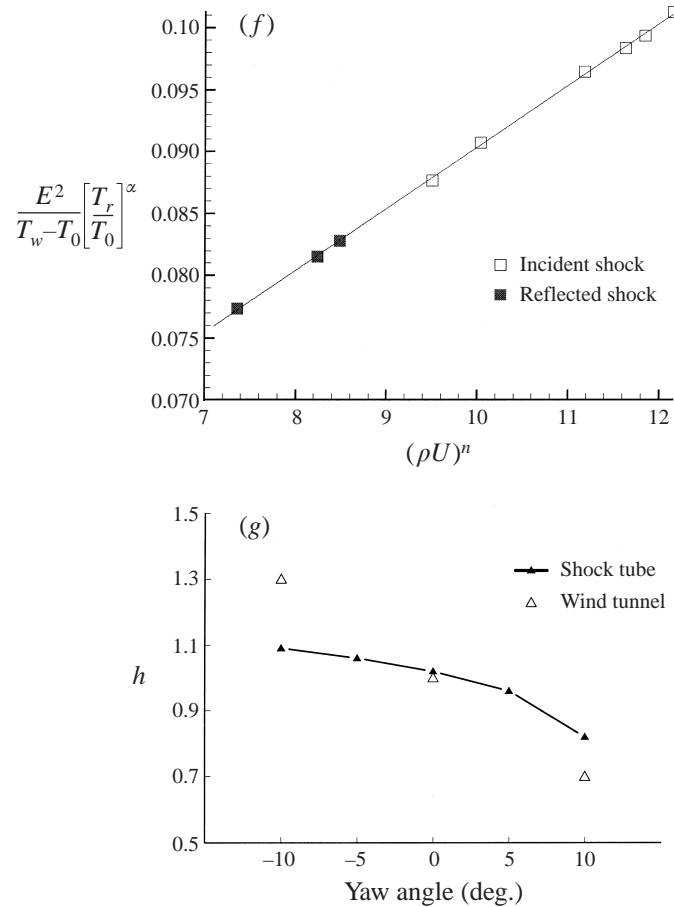 (f)
0.100
0.095
0.090
0.085
0.080
0.075
0.070
E²/(T_w–T_0) [T_r/T_0]^α
Incident shock
Reflected shock
7 8 9 10 11 12
(ρU)ⁿ
(g)
1.5
1.3
1.1
0.9
0.7
0.5
h
Shock tube
Wind tunnel
–10 –5 0 5 10
Yaw angle (deg.)